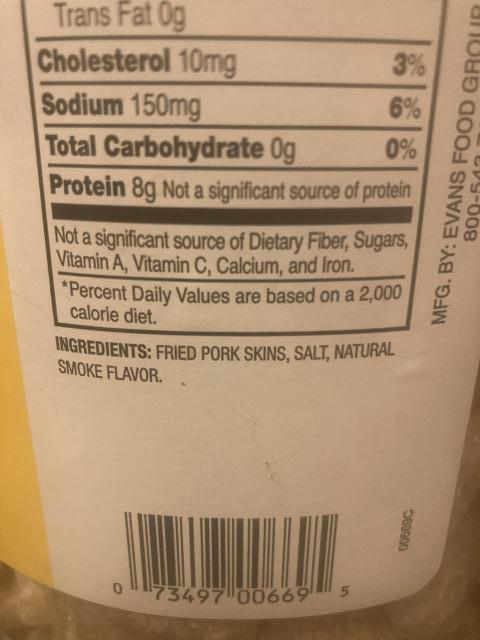 Trans Fat 0g
Cholesterol 10mg 3%
Sodium 150mg 6%
Total Carbohydrate 0g 0%
Protein 8g Not a significant source of protein
Not a significant source of Dietary Fiber, Sugars,
Vitamin A, Vitamin C, Calcium, and Iron.
*Percent Daily Values are based on a 2,000
calorie diet.
INGREDIENTS: FRIED PORK SKINS, SALT, NATURAL
SMOKE FLAVOR.
MFG. BY: EVANS FOOD GROUP
800-543
00669C
0 73497 00669 5